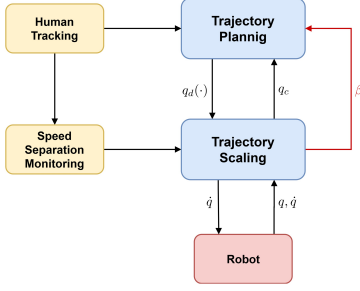 Human
Tracking
Trajectory
Plannig
q_d(·)
q_c
β
Speed
Separation
Monitoring
Trajectory
Scaling
q̇
q, q̇
Robot